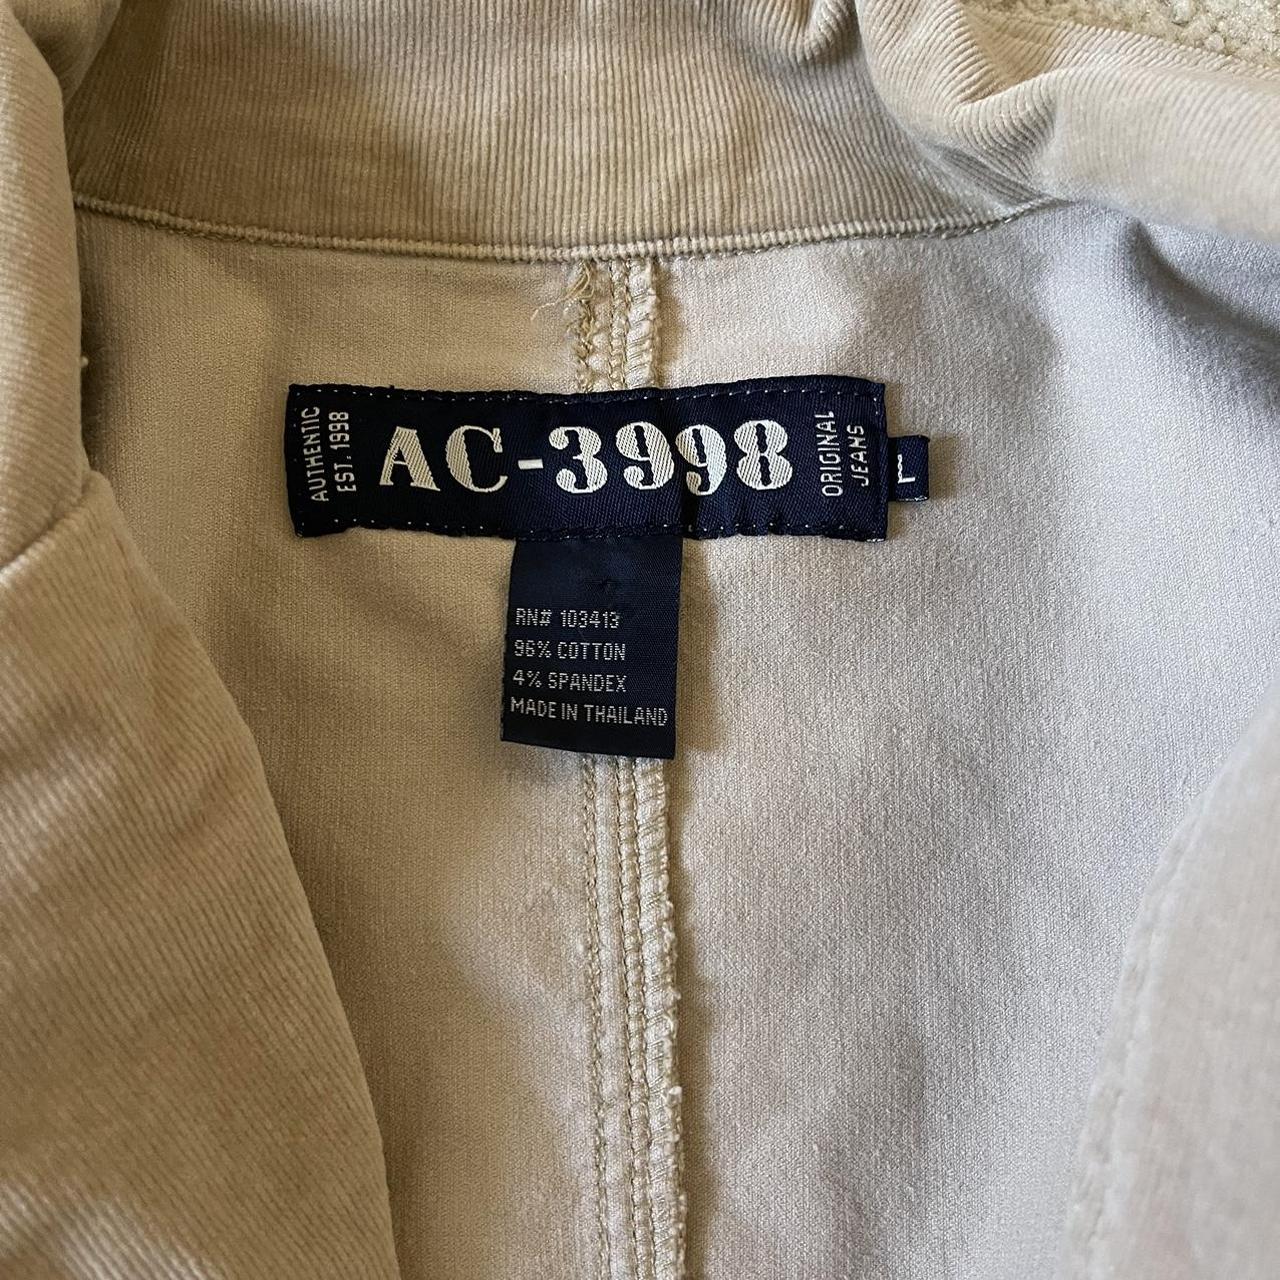 AUTHENTIC
EST. 1998
AC-3998
ORIGINAL
JEANS
L
RN# 103413
96% COTTON
4% SPANDEX
MADE IN THAILAND